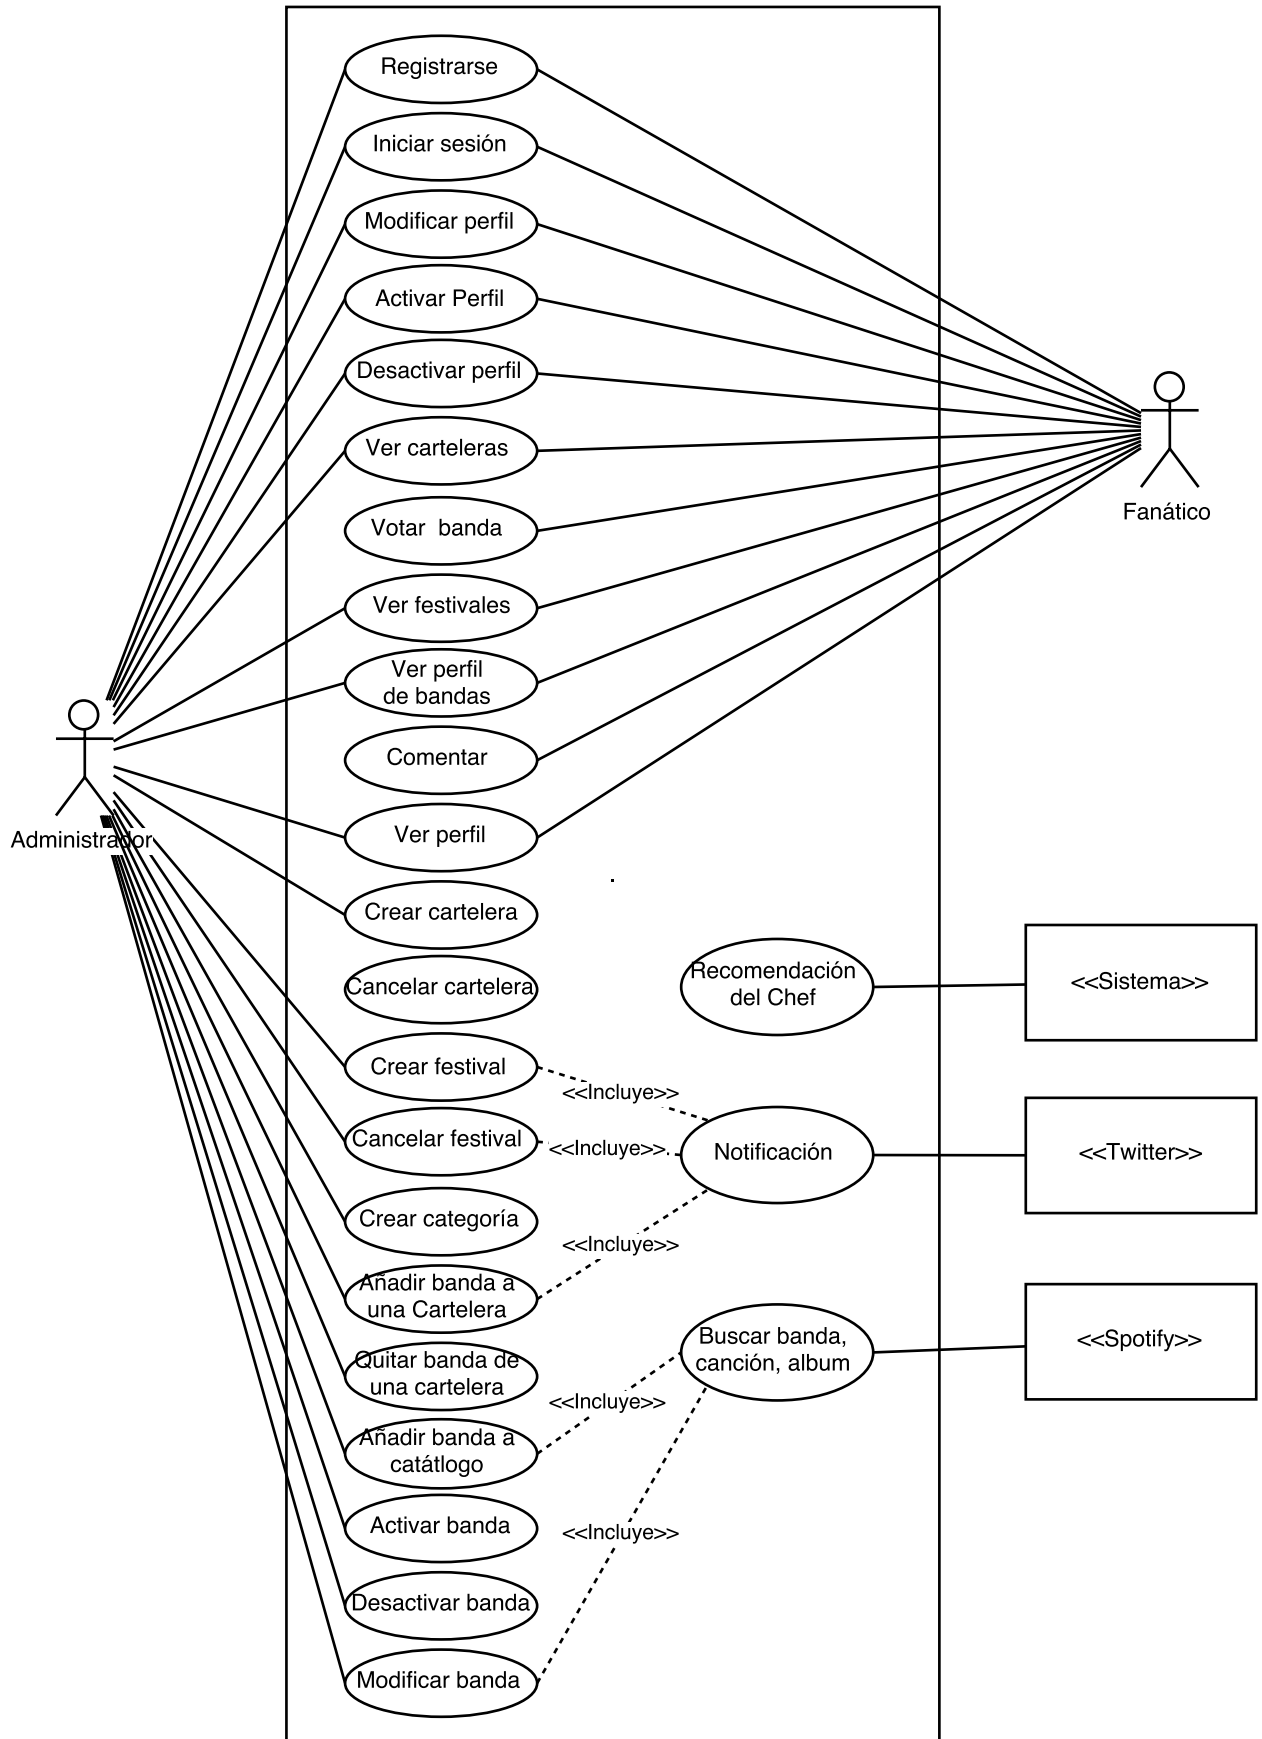 Registrarse
Iniciar sesión
Modificar perfil
Activar Perfil
Desactivar perfil
Ver carteleras
Votar  banda
Ver festivales
Ver perfil
de bandas
Comentar
Ver perfil
Crear cartelera
Cancelar cartelera
Crear festival
Cancelar festival
Crear categoría
Añadir banda a
una Cartelera
Quitar banda de
una cartelera
Añadir banda a
catátlogo
Activar banda
Desactivar banda
Modificar banda
Administrador
Fanático
Recomendación
del Chef
<<Sistema>>
<<Incluye>>
<<Incluye>>
<<Incluye>>
Notificación
<<Twitter>>
Buscar banda,
canción, album
<<Spotify>>
<<Incluye>>
<<Incluye>>